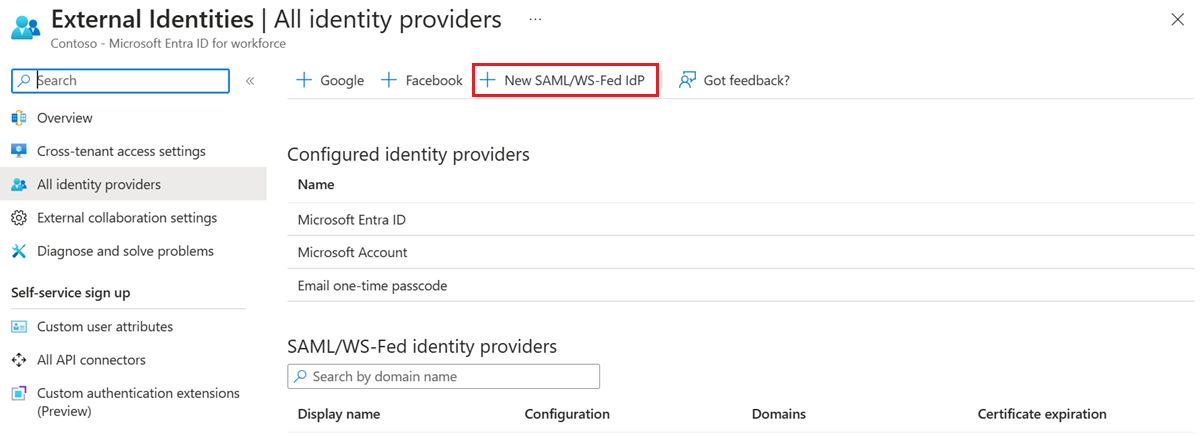 External Identities | All identity providers ...
Contoso - Microsoft Entra ID for workforce
Search «
+ Google + Facebook + New SAML/WS-Fed IdP Got feedback?
Overview
Cross-tenant access settings
All identity providers
External collaboration settings
Diagnose and solve problems
Self-service sign up
Custom user attributes
All API connectors
Custom authentication extensions
(Preview)
Configured identity providers
Name
Microsoft Entra ID
Microsoft Account
Email one-time passcode
SAML/WS-Fed identity providers
Search by domain name
Display name Configuration Domains Certificate expiration